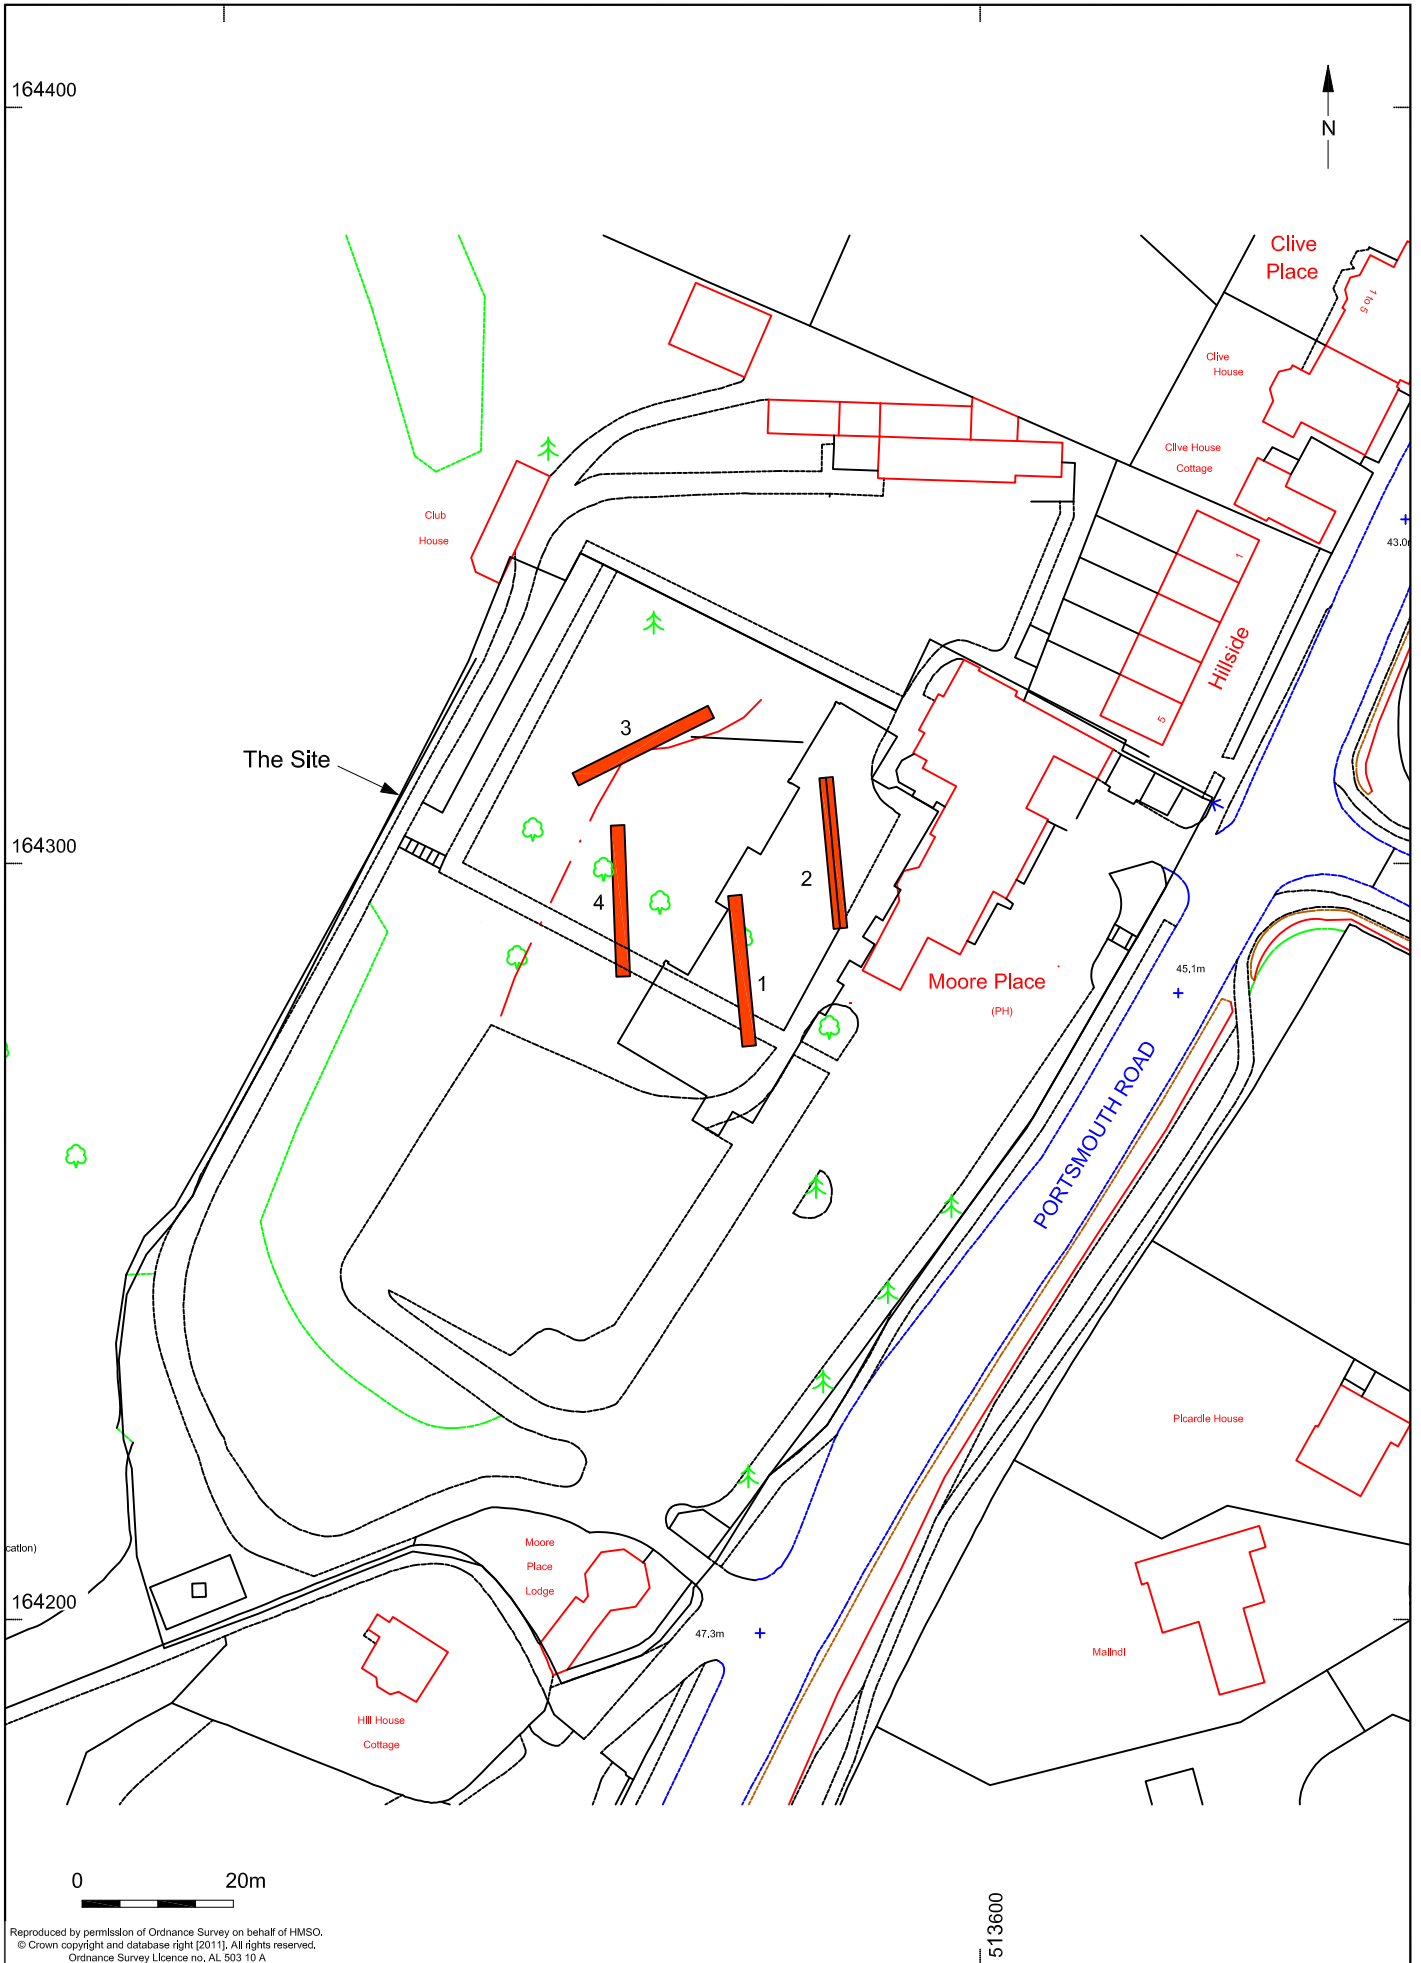 164400
N
Clive
Place
1 to 5
Clive
House
Clive House
Cottage
Club
House
43.0
1
Hillside
5
3
The Site
164300
2
4
1
Moore Place
(PH)
45.1m
PORTSMOUTH ROAD
Picardie House
Moore
Place
Lodge
cation)
164200
47.3m
Malindi
Hill House
Cottage
0 20m
513600
Reproduced by permission of Ordnance Survey on behalf of HMSO.
© Crown copyright and database right [2011]. All rights reserved.
Ordnance Survey Licence no. AL 503 10 A